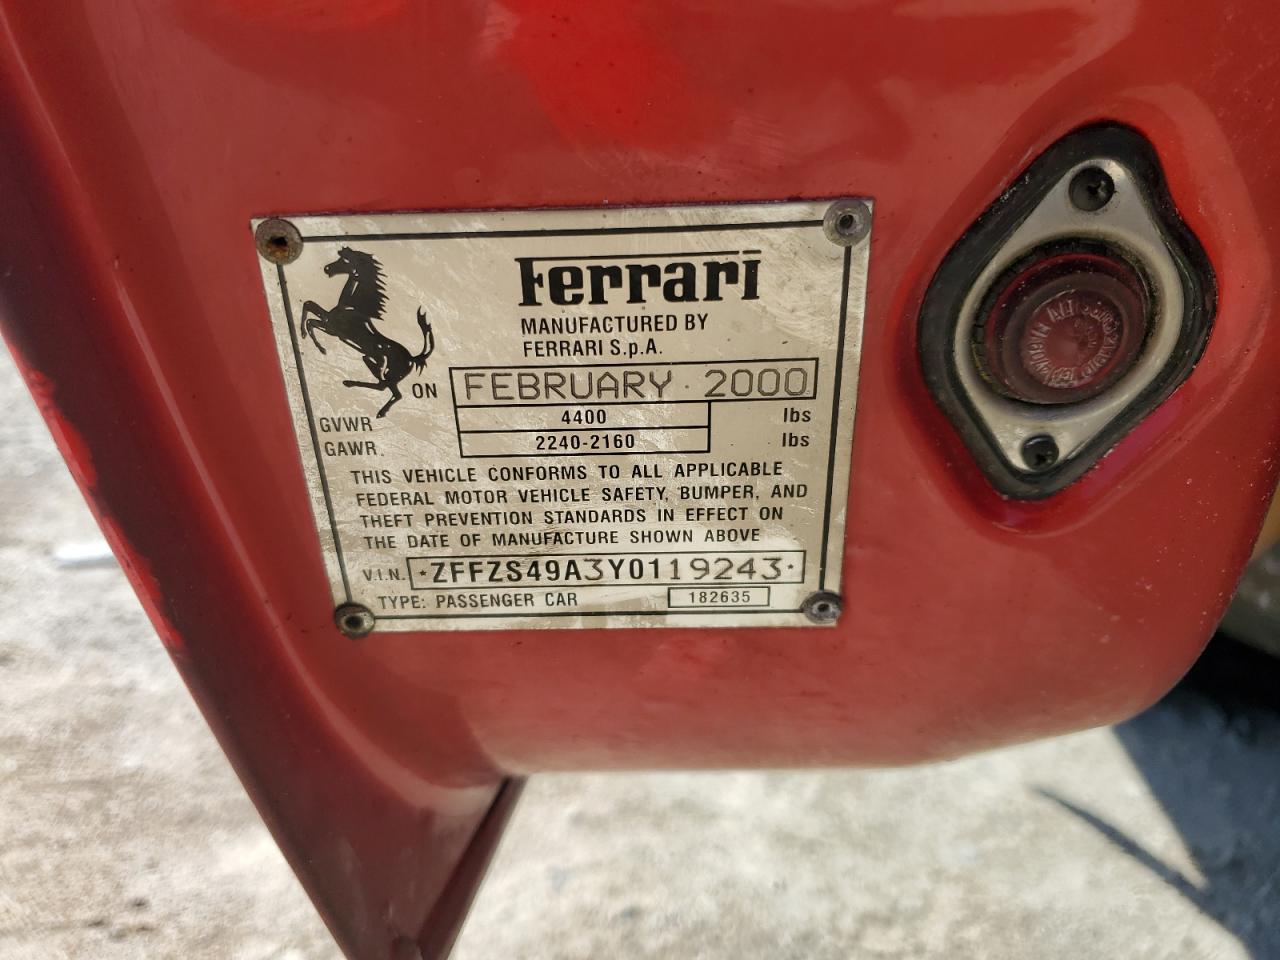 Ferrari
MANUFACTURED BY
FERRARI S.p.A.
ON FEBRUARY 2000
GVWR 4400 lbs
GAWR. 2240-2160 lbs
THIS VEHICLE CONFORMS TO ALL APPLICABLE
FEDERAL MOTOR VEHICLE SAFETY, BUMPER, AND
THEFT PREVENTION STANDARDS IN EFFECT ON
THE DATE OF MANUFACTURE SHOWN ABOVE
V.I.N. *ZFFZS49A3Y0119243*
TYPE: PASSENGER CAR 182635